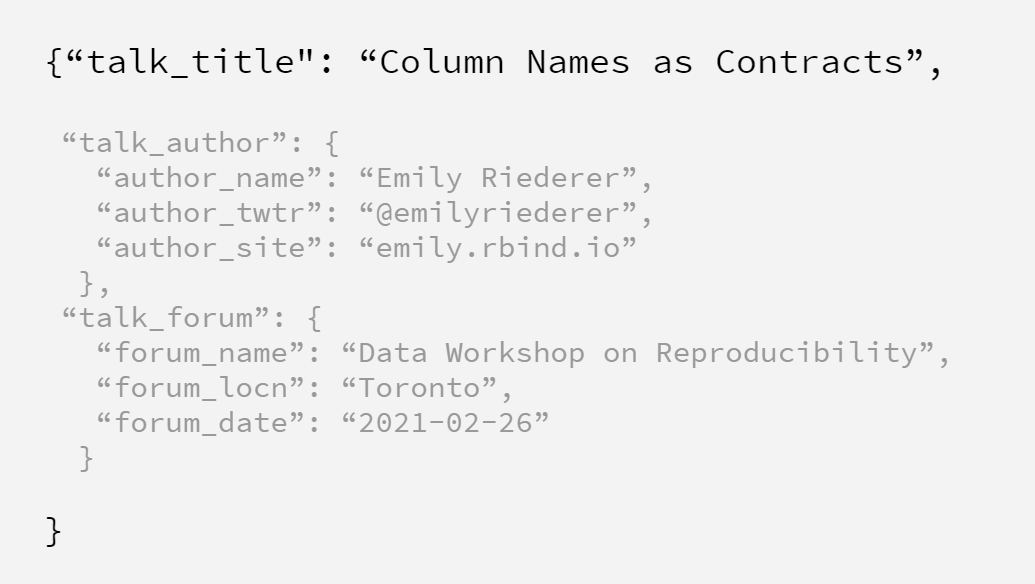 {“talk_title": “Column Names as Contracts”,
“talk_author”: {
“author_name”: “Emily Riederer”,
“author_twtr”: “@emilyriederer”,
“author_site”: “emily.rbind.io”
},
“talk_forum”: {
“forum_name”: “Data Workshop on Reproducibility”,
“forum_locn”: “Toronto”,
“forum_date”: “2021-02-26”
}
}